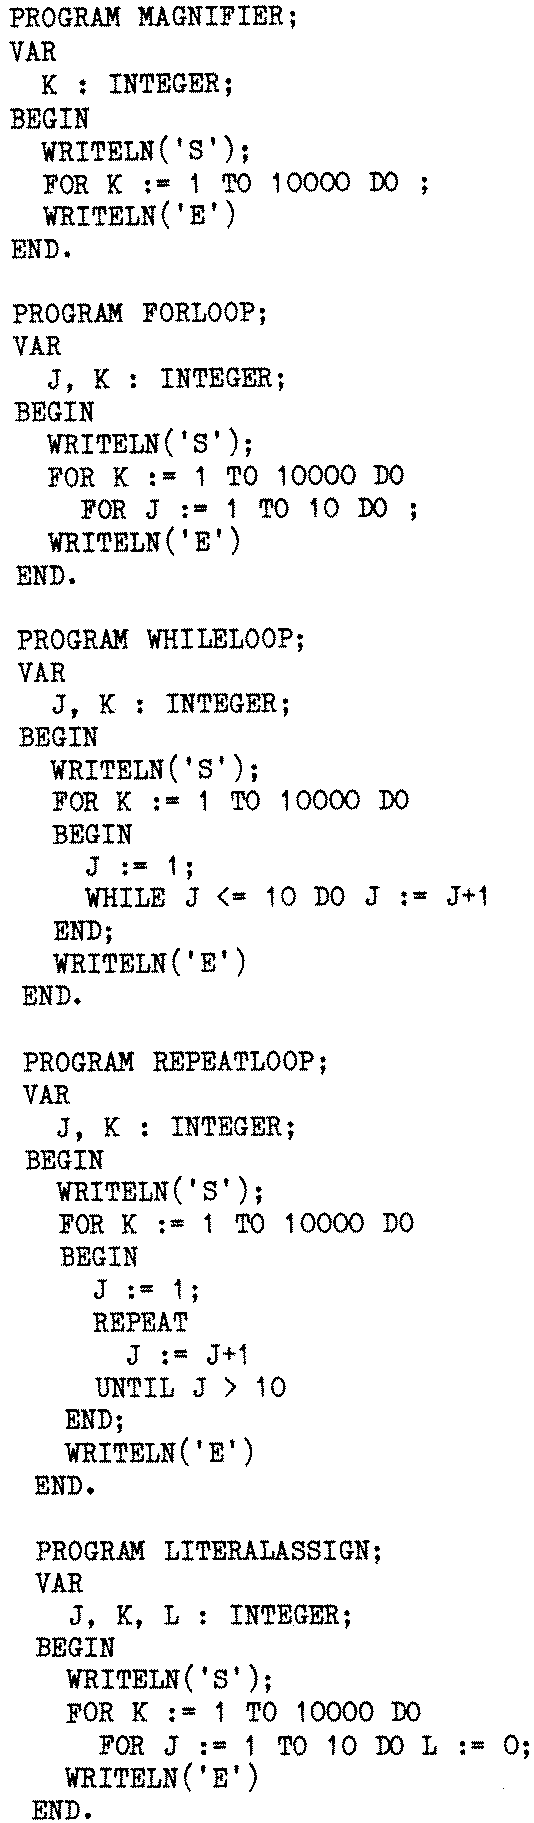 PROGRAM MAGNIFIER;
VAR
  K : INTEGER;
BEGIN
  WRITELN('S');
  FOR K := 1 TO 10000 DO ;
  WRITELN('E')
END.

PROGRAM FORLOOP;
VAR
  J, K : INTEGER;
BEGIN
  WRITELN('S');
  FOR K := 1 TO 10000 DO
    FOR J := 1 TO 10 DO ;
  WRITELN('E')
END.

PROGRAM WHILELOOP;
VAR
  J, K : INTEGER;
BEGIN
  WRITELN('S');
  FOR K := 1 TO 10000 DO
  BEGIN
    J := 1;
    WHILE J <= 10 DO J := J+1
  END;
  WRITELN('E')
END.

PROGRAM REPEATLOOP;
VAR
  J, K : INTEGER;
BEGIN
  WRITELN('S');
  FOR K := 1 TO 10000 DO
  BEGIN
    J := 1;
    REPEAT
      J := J+1
    UNTIL J > 10
  END;
  WRITELN('E')
END.

PROGRAM LITERALASSIGN;
VAR
  J, K, L : INTEGER;
BEGIN
  WRITELN('S');
  FOR K := 1 TO 10000 DO
    FOR J := 1 TO 10 DO L := 0;
  WRITELN('E')
END.